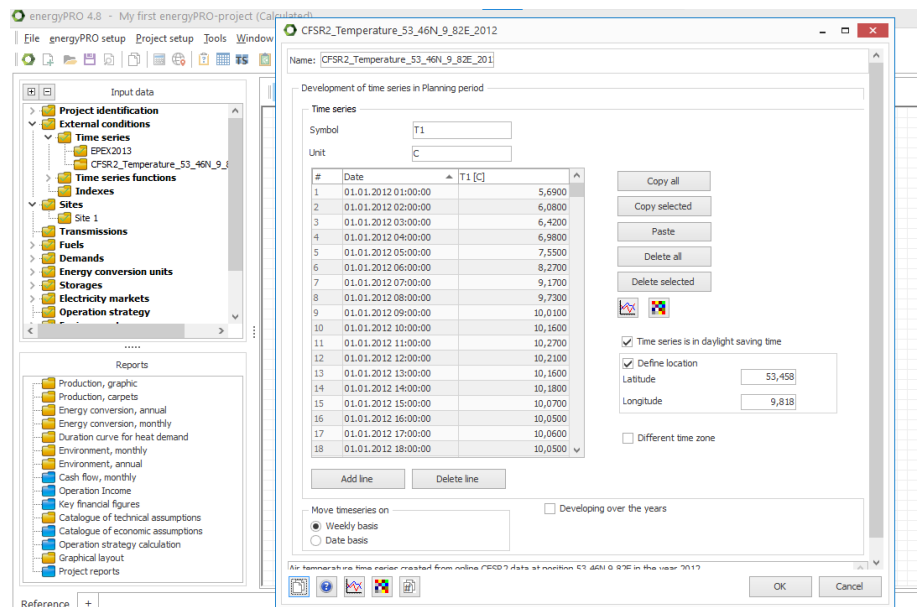 energyPRO 4.8 - My first energyPRO-project (Calculated)
File energyPRO setup Project setup Tools Window
TS
Input data
Project identification
External conditions
Time series
EPEX2013
CFSR2_Temperature_53_46N_9_8
Time series functions
Indexes
Sites
Site 1
Transmissions
Fuels
Demands
Energy conversion units
Storages
Electricity markets
Operation strategy
Reports
Production, graphic
Production, carpets
Energy conversion, annual
Energy conversion, monthly
Duration curve for heat demand
Environment, monthly
Environment, annual
Cash flow, monthly
Operation Income
Key financial figures
Catalogue of technical assumptions
Catalogue of economic assumptions
Operation strategy calculation
Graphical layout
Project reports
Reference +
CFSR2_Temperature_53_46N_9_82E_2012
Name: CFSR2_Temperature_53_46N_9_82E_201
Development of time series in Planning period
Time series
Symbol T1
Unit C
# Date T1 [C]
1 01.01.2012 01:00:00 5,6900
2 01.01.2012 02:00:00 6,0800
3 01.01.2012 03:00:00 6,4200
4 01.01.2012 04:00:00 6,9800
5 01.01.2012 05:00:00 7,5500
6 01.01.2012 06:00:00 8,2700
7 01.01.2012 07:00:00 9,1700
8 01.01.2012 08:00:00 9,7300
9 01.01.2012 09:00:00 10,0100
10 01.01.2012 10:00:00 10,1600
11 01.01.2012 11:00:00 10,2700
12 01.01.2012 12:00:00 10,2100
13 01.01.2012 13:00:00 10,1600
14 01.01.2012 14:00:00 10,1800
15 01.01.2012 15:00:00 10,0700
16 01.01.2012 16:00:00 10,0500
17 01.01.2012 17:00:00 10,0600
18 01.01.2012 18:00:00 10,0500
Copy all
Copy selected
Paste
Delete all
Delete selected
Time series is in daylight saving time
Define location
Latitude 53,458
Longitude 9,818
Different time zone
Add line Delete line
Move timeseries on
Weekly basis
Date basis
Developing over the years
Air temperature time series created from online CFSR2 data at position 53,46N 9,82E in the year 2012
OK Cancel